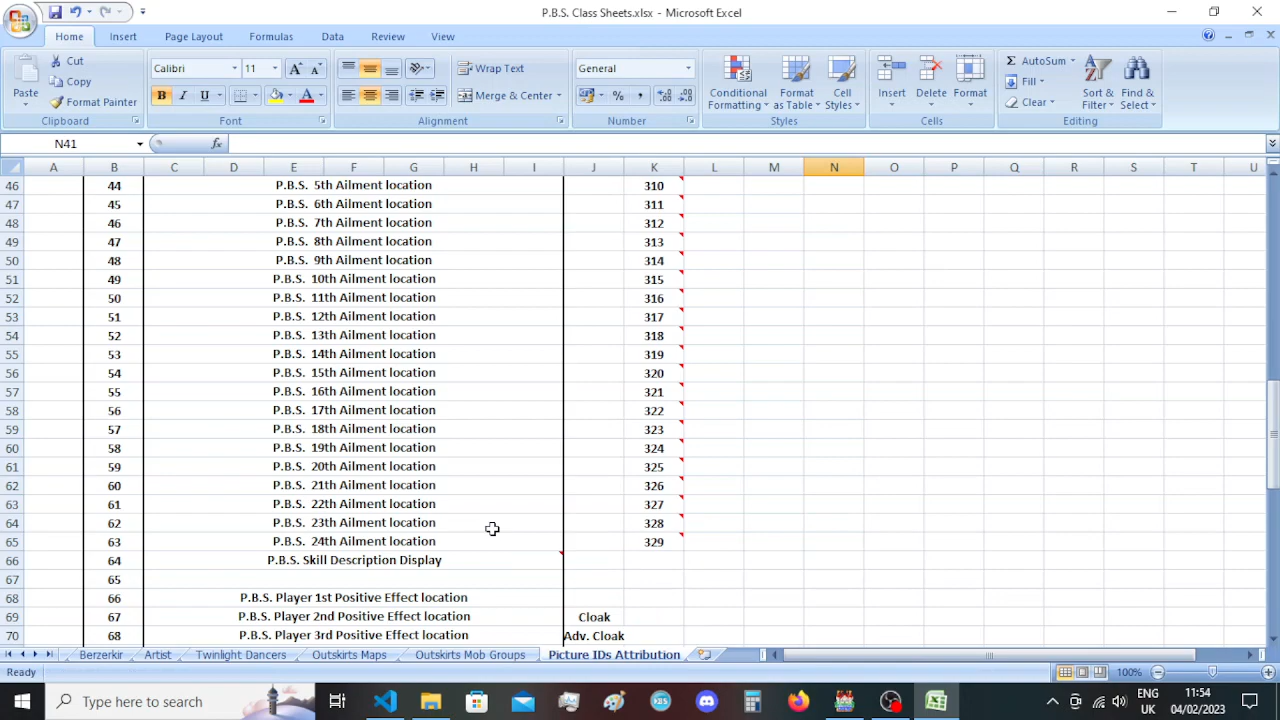 P.B.S. Class Sheets.xlsx - Microsoft Excel
Home Insert Page Layout Formulas Data Review View
Paste
Cut
Copy
Format Painter
Clipboard
Calibri 11
B I U
Font
Wrap Text
Merge & Center
Alignment
General
Number
Conditional Formatting
Format as Table
Cell Styles
Styles
Insert Delete Format
Cells
AutoSum
Fill
Clear
Sort & Filter
Find & Select
Editing
N41
A B C D E F G H I J K L M N O P Q R S T U
46 44 P.B.S. 5th Ailment location 310
47 45 P.B.S. 6th Ailment location 311
48 46 P.B.S. 7th Ailment location 312
49 47 P.B.S. 8th Ailment location 313
50 48 P.B.S. 9th Ailment location 314
51 49 P.B.S. 10th Ailment location 315
52 50 P.B.S. 11th Ailment location 316
53 51 P.B.S. 12th Ailment location 317
54 52 P.B.S. 13th Ailment location 318
55 53 P.B.S. 14th Ailment location 319
56 54 P.B.S. 15th Ailment location 320
57 55 P.B.S. 16th Ailment location 321
58 56 P.B.S. 17th Ailment location 322
59 57 P.B.S. 18th Ailment location 323
60 58 P.B.S. 19th Ailment location 324
61 59 P.B.S. 20th Ailment location 325
62 60 P.B.S. 21th Ailment location 326
63 61 P.B.S. 22th Ailment location 327
64 62 P.B.S. 23th Ailment location 328
65 63 P.B.S. 24th Ailment location 329
66 64 P.B.S. Skill Description Display
67 65
68 66 P.B.S. Player 1st Positive Effect location
69 67 P.B.S. Player 2nd Positive Effect location Cloak
70 68 P.B.S. Player 3rd Positive Effect location Adv. Cloak
Berzerkir Artist Twinlight Dancers Outskirts Maps Outskirts Mob Groups Picture IDs Attribution
Ready 100%
Type here to search
ENG
UK
11:54
04/02/2023